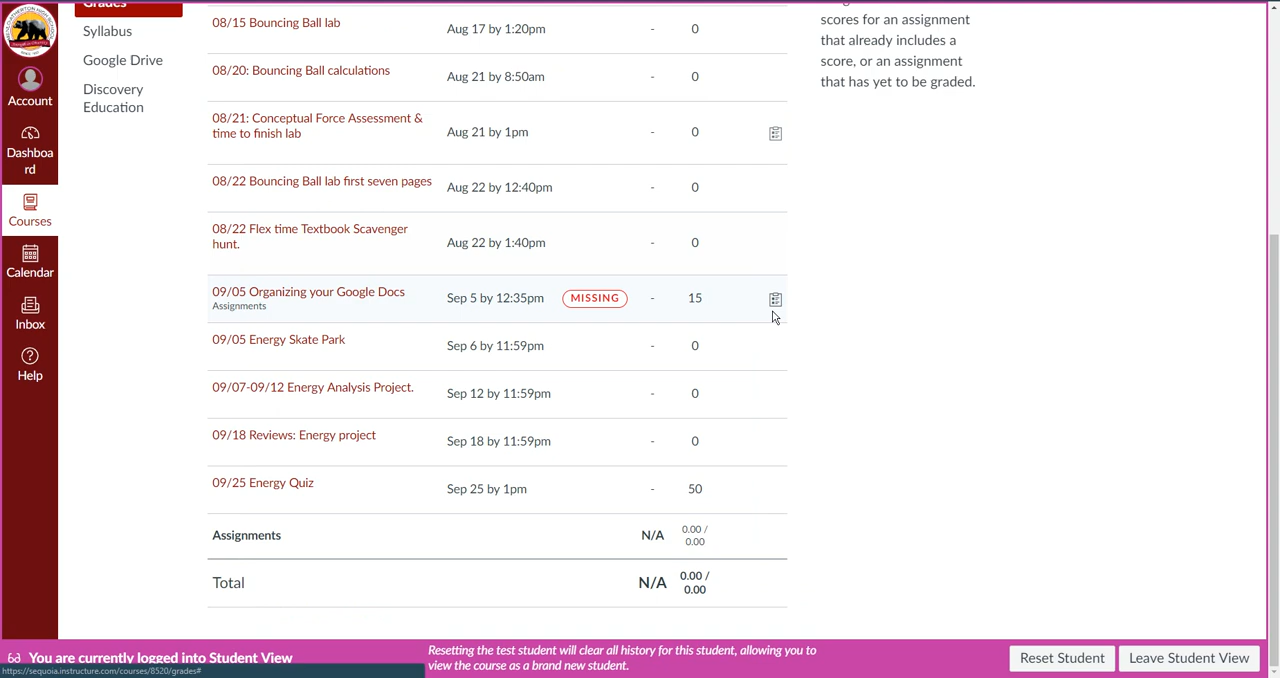 Grades
Syllabus
Google Drive
Discovery
Education
Account
Dashboa
rd
Courses
Calendar
Inbox
Help
08/15 Bouncing Ball lab
Aug 17 by 1:20pm - 0
08/20: Bouncing Ball calculations
Aug 21 by 8:50am - 0
08/21: Conceptual Force Assessment &
time to finish lab
Aug 21 by 1pm - 0
08/22 Bouncing Ball lab first seven pages
Aug 22 by 12:40pm - 0
08/22 Flex time Textbook Scavenger
hunt.
Aug 22 by 1:40pm - 0
09/05 Organizing your Google Docs
Assignments
Sep 5 by 12:35pm MISSING - 15
09/05 Energy Skate Park
Sep 6 by 11:59pm - 0
09/07-09/12 Energy Analysis Project.
Sep 12 by 11:59pm - 0
09/18 Reviews: Energy project
Sep 18 by 11:59pm - 0
09/25 Energy Quiz
Sep 25 by 1pm - 50
Assignments N/A 0.00 /
0.00
Total N/A 0.00 /
0.00
scores for an assignment
that already includes a
score, or an assignment
that has yet to be graded.
You are currently logged into Student View
Resetting the test student will clear all history for this student, allowing you to
view the course as a brand new student.
Reset Student
Leave Student View
https://sequoia.instructure.com/courses/8520/grades#